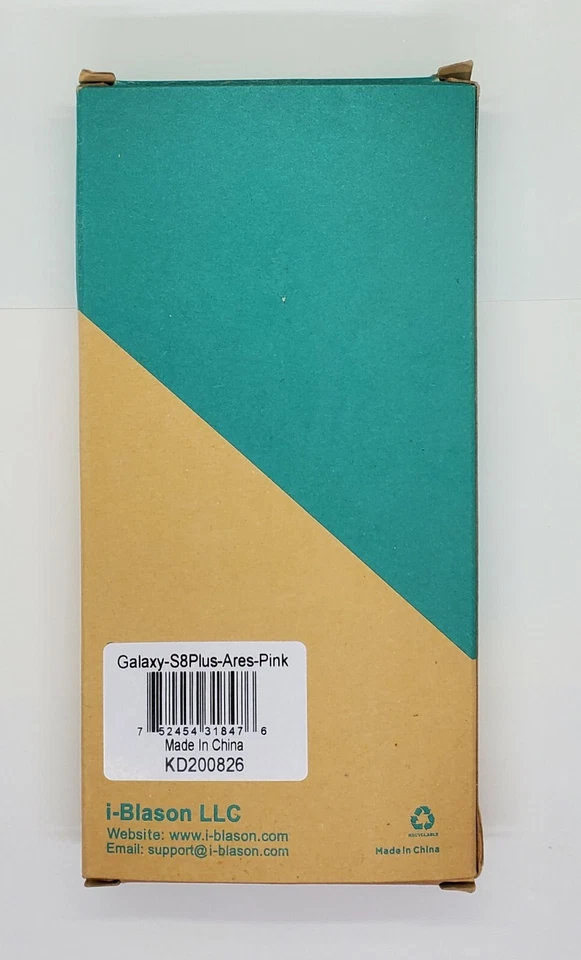 Galaxy-S8Plus-Ares-Pink
7 52454 31847 6
Made In China
KD200826
i-Blason LLC
Website: www.i-blason.com
Email: support@i-blason.com
RECYCLABLE
Made in China